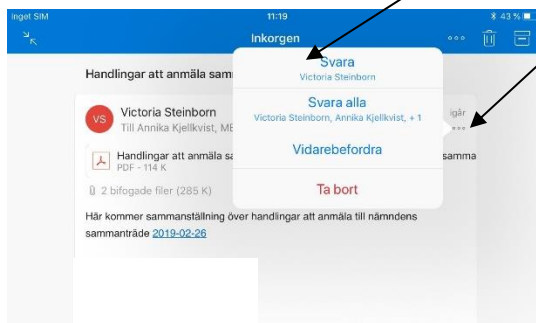 Inget SIM 11:19 43 %
Inkorgen
Handlingar att anmäla sam
Svara
Victoria Steinborn
Svara alla
Victoria Steinborn, Annika Kjellkvist, + 1
Vidarebefordra
Ta bort
VS Victoria Steinborn igår
Till Annika Kjellkvist, ME
Handlingar att anmäla sa samma
PDF - 114 K
2 bifogade filer (285 K)
Här kommer sammanställning över handlingar att anmäla till nämndens
sammanträde 2019-02-26